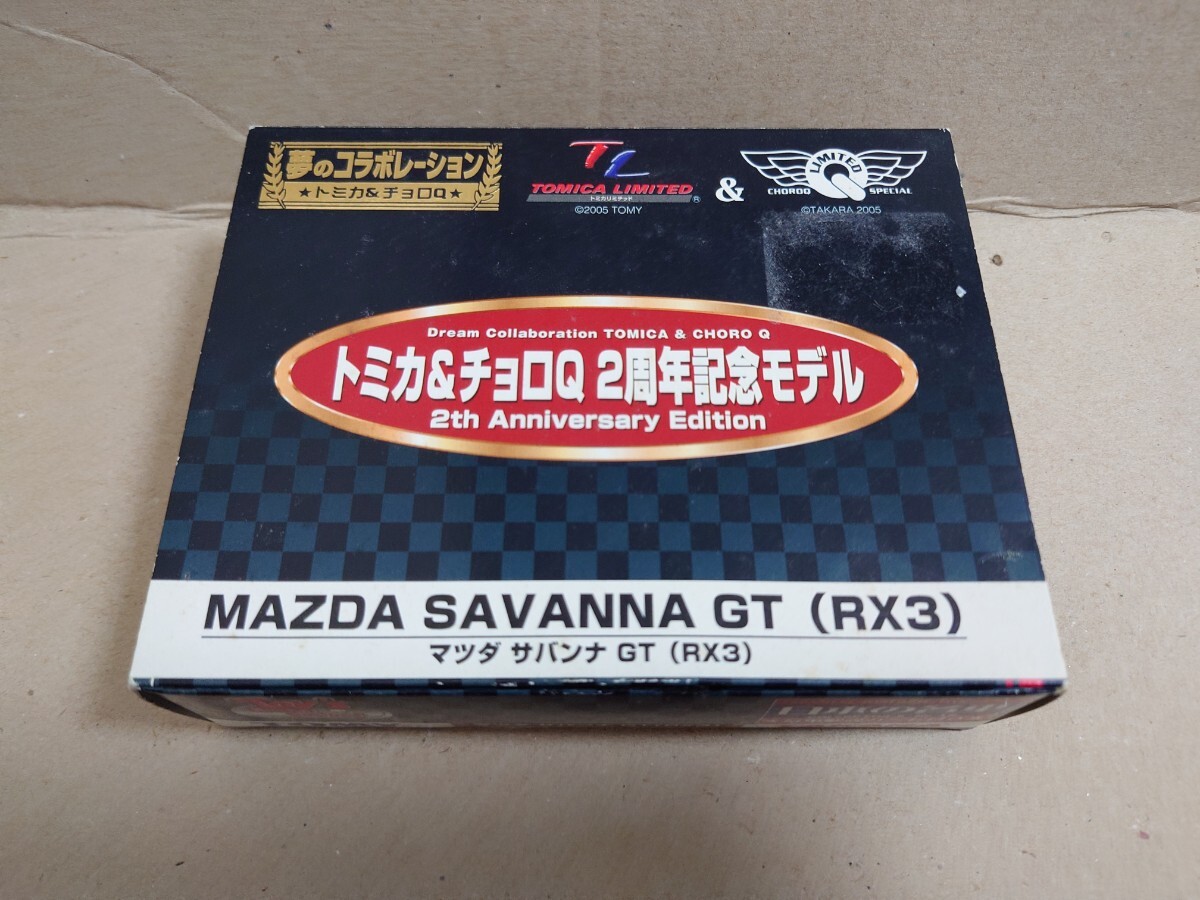 夢のコラボレーション
★トミカ&チョロQ★
TL
TOMICA LIMITED
トミカリミテッド
®
©2005 TOMY
&
LIMITED
Q
CHOROQ SPECIAL
©TAKARA 2005
Dream Collaboration TOMICA & CHORO Q
トミカ&チョロQ 2周年記念モデル
2th Anniversary Edition
MAZDA SAVANNA GT (RX3)
マツダ サバンナ GT (RX3)